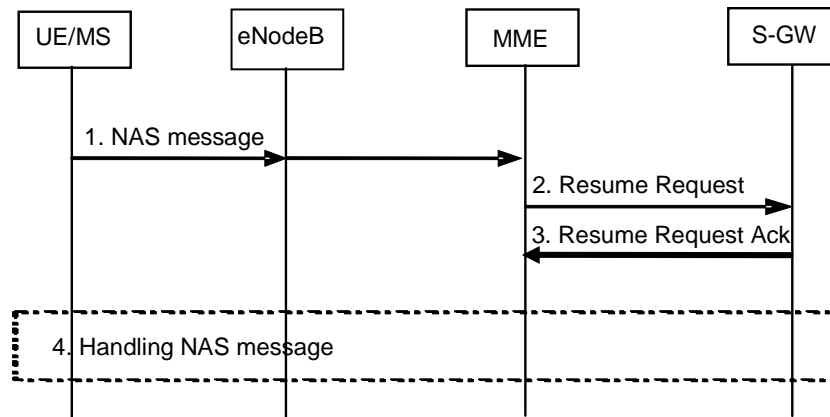 UE/MS
eNodeB
MME
S-GW
1. NAS message
2. Resume Request
3. Resume Request Ack
4. Handling NAS message